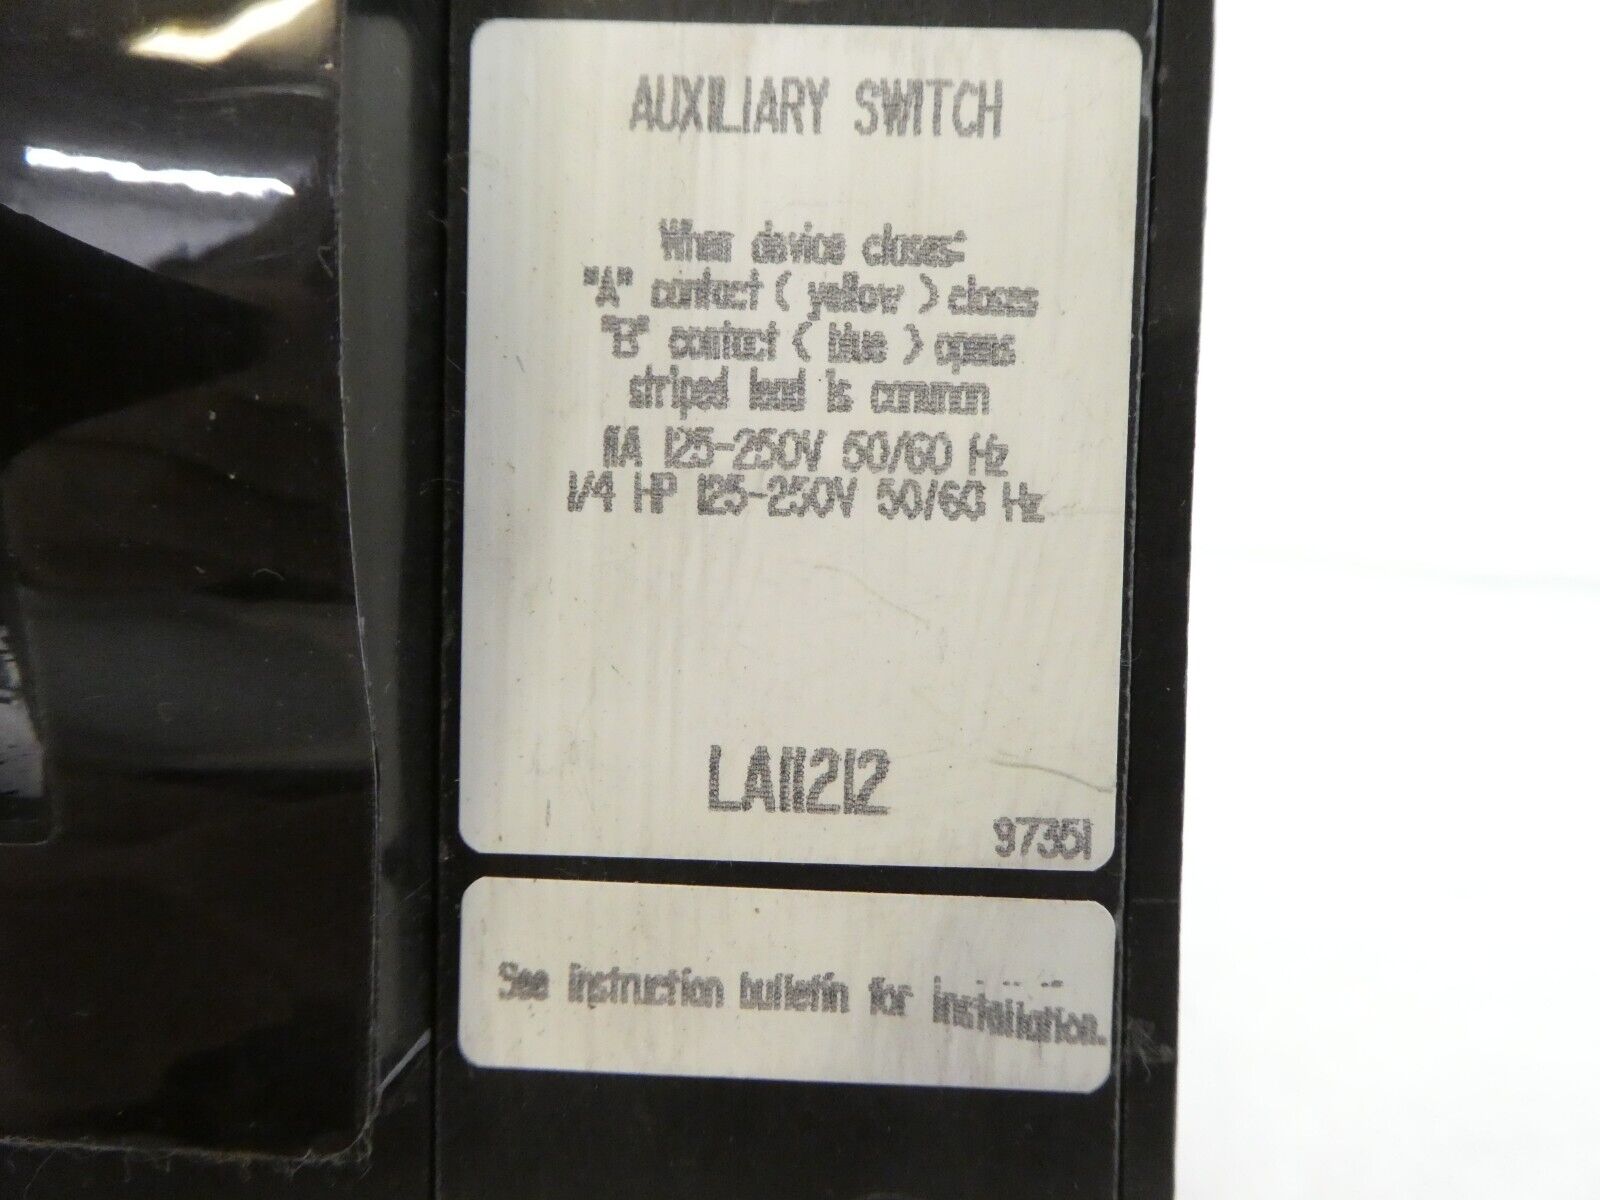 AUXILIARY SWITCH
When device closes:
"A" contact ( yellow ) closes
"B" contact ( blue ) opens
striped lead is common
11A 125-250V 50/60 Hz
1/4 HP 125-250V 50/60 Hz
LA11212
97351
See instruction bulletin for installation.